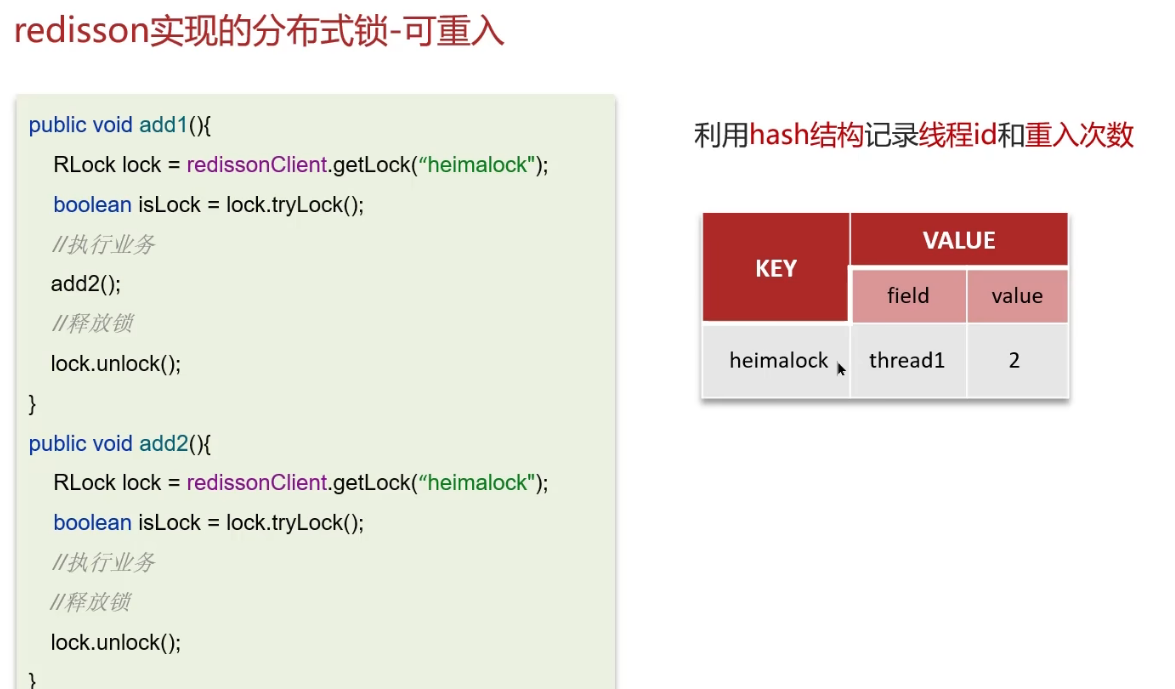 redisson实现的分布式锁-可重入
public void add1(){
RLock lock = redissonClient.getLock(“heimalock");
boolean isLock = lock.tryLock();
//执行业务
add2();
//释放锁
lock.unlock();
}
public void add2(){
RLock lock = redissonClient.getLock(“heimalock");
boolean isLock = lock.tryLock();
//执行业务
//释放锁
lock.unlock();
}
利用hash结构记录线程id和重入次数
KEY VALUE
field value
heimalock thread1 2